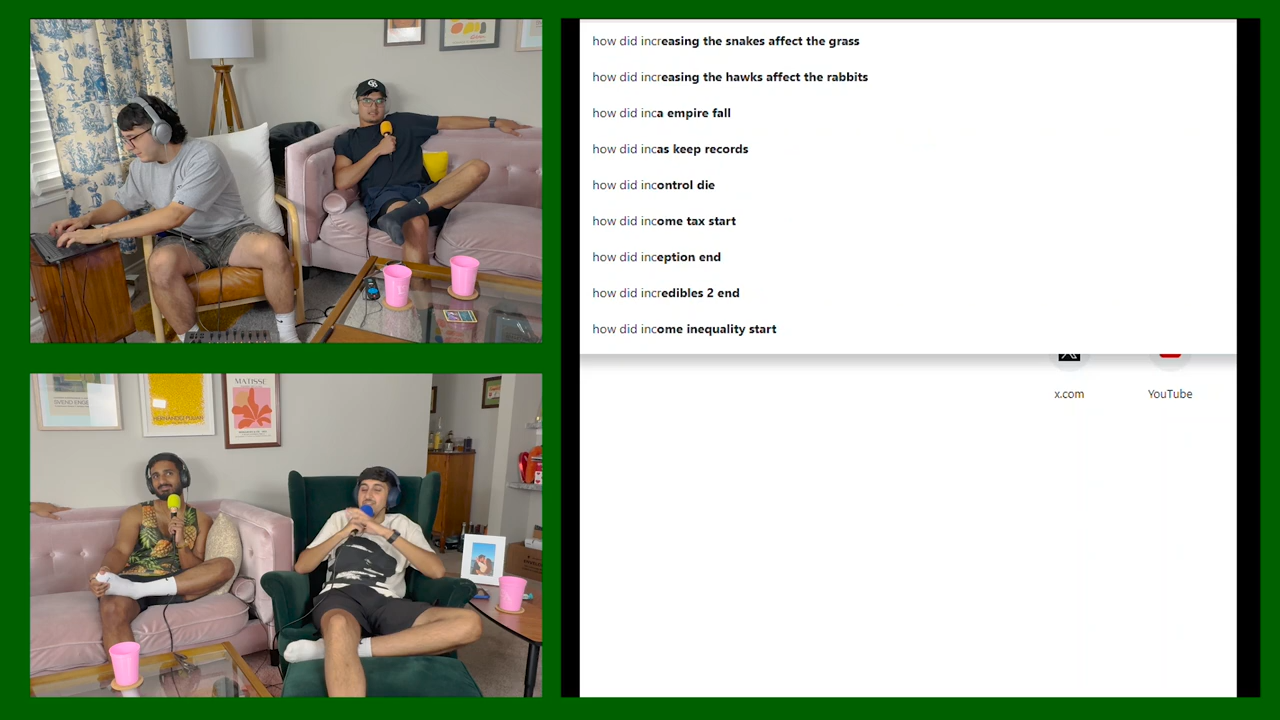 how did increasing the snakes affect the grass
how did increasing the hawks affect the rabbits
how did inca empire fall
how did incas keep records
how did incontrol die
how did income tax start
how did inception end
how did incredibles 2 end
how did income inequality start
x.com
YouTube
MATISSE